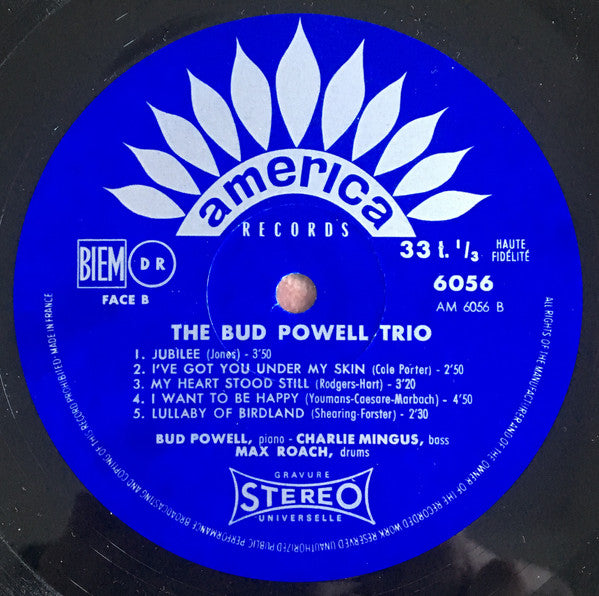 america
RECORDS
33 t. 1/3
HAUTE
FIDÉLITÉ
BIEM
DR
FACE B
6056
AM 6056 B
THE BUD POWELL TRIO
1. JUBILEE (Jones) - 3'50
2. I'VE GOT YOU UNDER MY SKIN (Cole Porter) - 2'50
3. MY HEART STOOD STILL (Rodgers-Hart) - 3'20
4. I WANT TO BE HAPPY (Youmans-Caesare-Marbach) - 4'50
5. LULLABY OF BIRDLAND (Shearing-Forster) - 2'30
BUD POWELL, piano - CHARLIE MINGUS, bass
MAX ROACH, drums
GRAVURE
STEREO
UNIVERSELLE
ALL RIGHTS OF THE MANUFACTURER AND OF THE OWNER OF THE RECORDED WORK RESERVED UNAUTHORIZED PUBLIC PERFORMANCE BROADCASTING AND COPYING OF THIS RECORD PROHIBITED MADE IN FRANCE